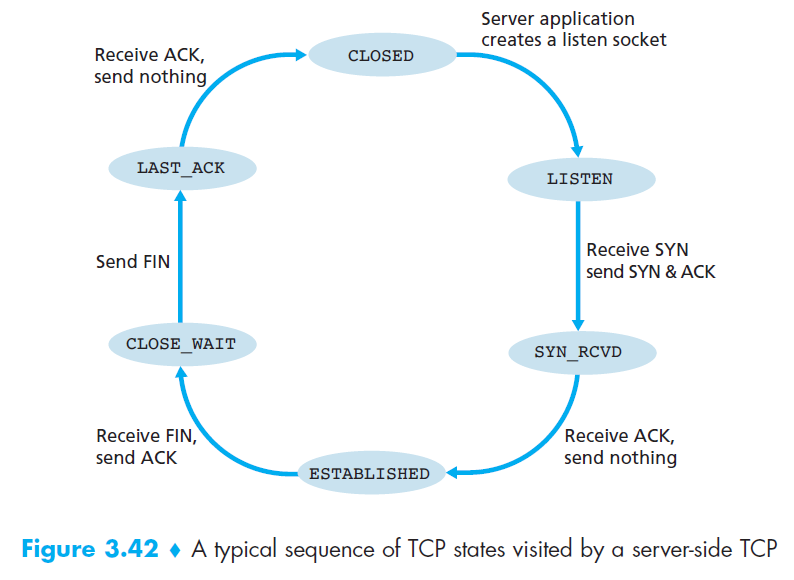 Server application
creates a listen socket
Receive ACK,
send nothing
CLOSED
LAST_ACK
LISTEN
Receive SYN
send SYN & ACK
Send FIN
CLOSE_WAIT
SYN_RCVD
Receive FIN,
send ACK
Receive ACK,
send nothing
ESTABLISHED
Figure 3.42 ♦ A typical sequence of TCP states visited by a server-side TCP